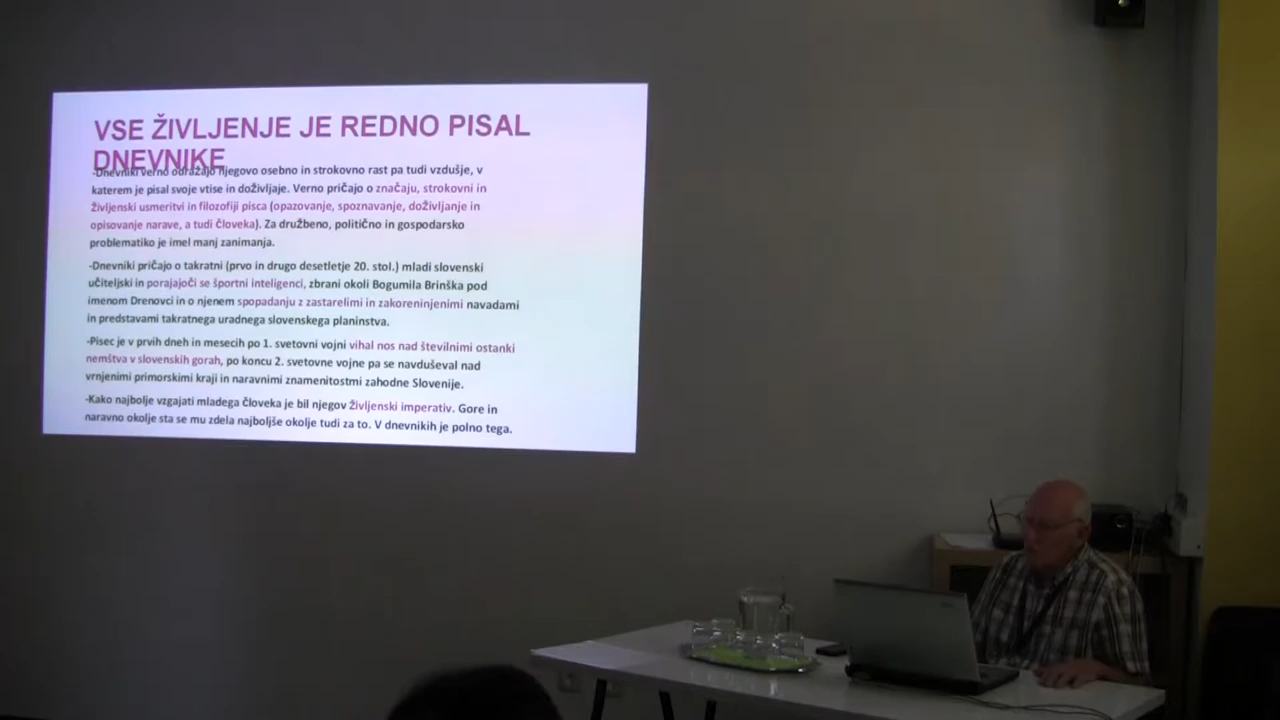 VSE ŽIVLJENJE JE REDNO PISAL
DNEVNIKE
-Dnevniki verno odražajo njegovo osebno in strokovno rast pa tudi vzdušje, v
katerem je pisal svoje vtise in doživljaje. Verno pričajo o značaju, strokovni in
življenjski usmeritvi in filozofiji pisca (opazovanje, spoznavanje, doživljanje in
opisovanje narave, a tudi človeka). Za družbeno, politično in gospodarsko
problematiko je imel manj zanimanja.
-Dnevniki pričajo o takratni (prvo in drugo desetletje 20. stol.) mladi slovenski
učiteljski in porajajoči se športni inteligenci, zbrani okoli Bogumila Brinška pod
imenom Drenovci in o njenem spopadanju z zastarelimi in zakoreninjenimi navadami
in predstavami takratnega uradnega slovenskega planinstva.
-Pisec je v prvih dneh in mesecih po 1. svetovni vojni vihal nos nad številnimi ostanki
nemštva v slovenskih gorah, po koncu 2. svetovne vojne pa se navduševal nad
vrnjenimi primorskimi kraji in naravnimi znamenitostmi zahodne Slovenije.
-Kako najbolje vzgajati mladega človeka je bil njegov življenski imperativ. Gore in
naravno okolje sta se mu zdela najboljše okolje tudi za to. V dnevnikih je polno tega.